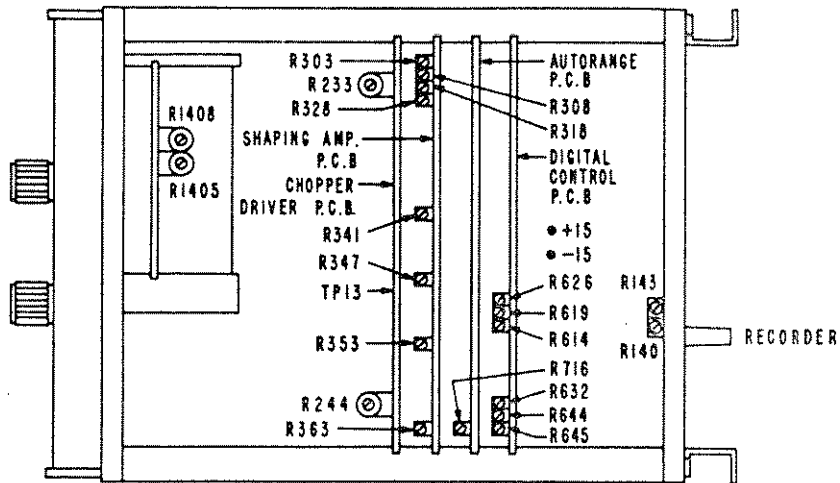 R303
R233
R328
R1408
R1405
SHAPING AMP.
P.C.B
CHOPPER
DRIVER P.C.B.
R341
R347
TP13
R353
R244
R363
AUTORANGE
P.C.B
R308
R318
DIGITAL
CONTROL
P.C.B
+15
-15
R626
R619
R614
R716
R632
R644
R645
R143
R140
RECORDER